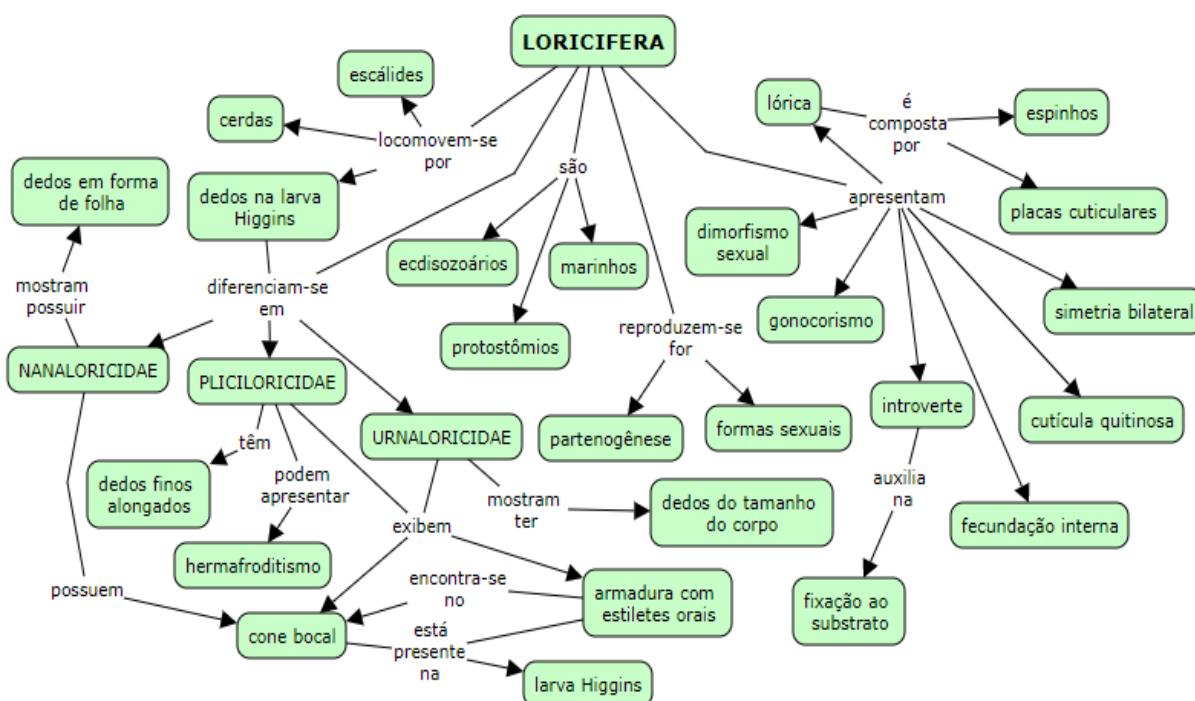 LORICIFERA
escálides
cerdas
locomovem-se
por
lórica
é
composta
por
espinhos
placas cuticulares
dedos em forma
de folha
dedos na larva
Higgins
são
apresentam
dimorfismo
sexual
ecdisozoários
marinhos
mostram
possuir
diferenciam-se
em
gonocorismo
simetria bilateral
protostômios
reproduzem-se
for
NANALORICIDAE
PLICILORICIDAE
introverte
cutícula quitinosa
URNALORICIDAE
partenogênese
formas sexuais
têm
podem
apresentar
dedos finos
alongados
mostram
ter
dedos do tamanho
do corpo
auxilia
na
fecundação interna
exibem
hermafroditismo
possuem
encontra-se
no
armadura com
estiletes orais
fixação ao
substrato
cone bocal
está
presente
na
larva Higgins